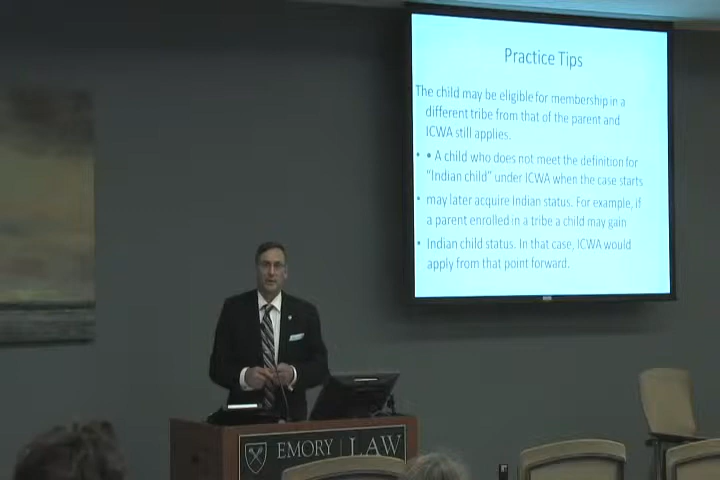 Practice Tips
The child may be eligible for membership in a
different tribe from that of the parent and
ICWA still applies.
• • A child who does not meet the definition for
“Indian child” under ICWA when the case starts
• may later acquire Indian status. For example, if
a parent enrolled in a tribe a child may gain
• Indian child status. In that case, ICWA would
apply from that point forward.
EMORY | LAW